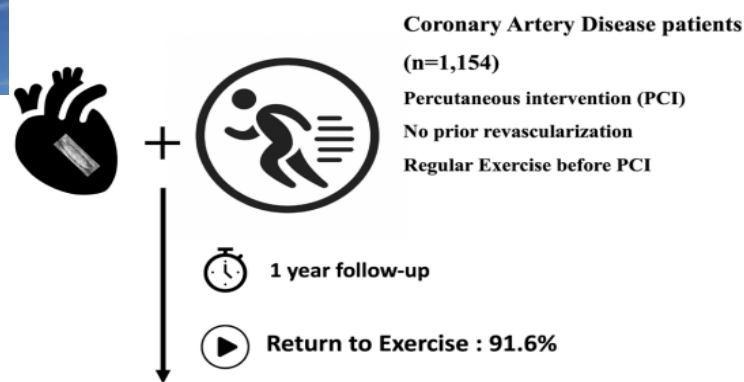 Coronary Artery Disease patients
(n=1,154)
Percutaneous intervention (PCI)
No prior revascularization
Regular Exercise before PCI
1 year follow-up
Return to Exercise : 91.6%